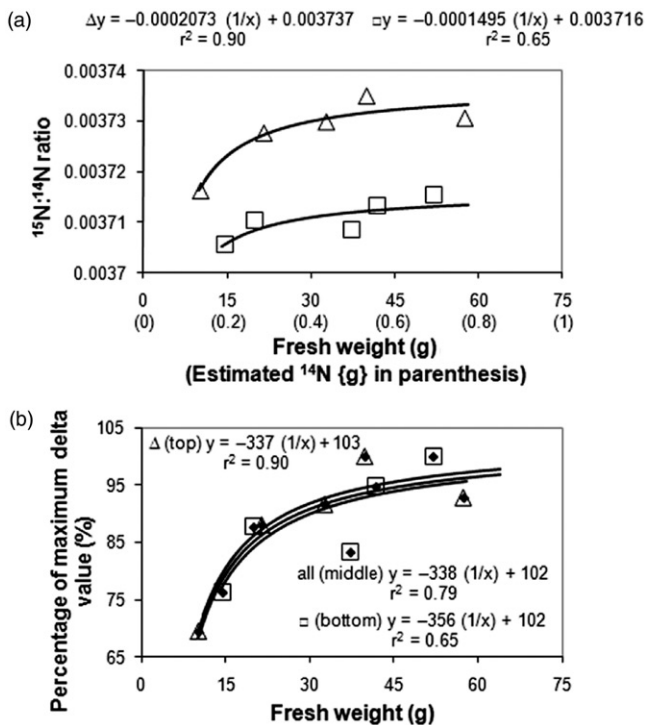 (a)
Δy = –0.0002073 (1/x) + 0.003737 □y = –0.0001495 (1/x) + 0.003716
r² = 0.90 r² = 0.65
0.00374
0.00373
0.00372
0.00371
0.0037
¹⁵N:¹⁴N ratio
0 15 30 45 60 75
(0) (0.2) (0.4) (0.6) (0.8) (1)
Fresh weight (g)
(Estimated ¹⁴N {g} in parenthesis)
(b)
105
95
85
75
65
Percentage of maximum delta
value (%)
Δ (top) y = –337 (1/x) + 103
r² = 0.90
all (middle) y = –338 (1/x) + 102
r² = 0.79
□ (bottom) y = –356 (1/x) + 102
r² = 0.65
0 15 30 45 60 75
Fresh weight (g)